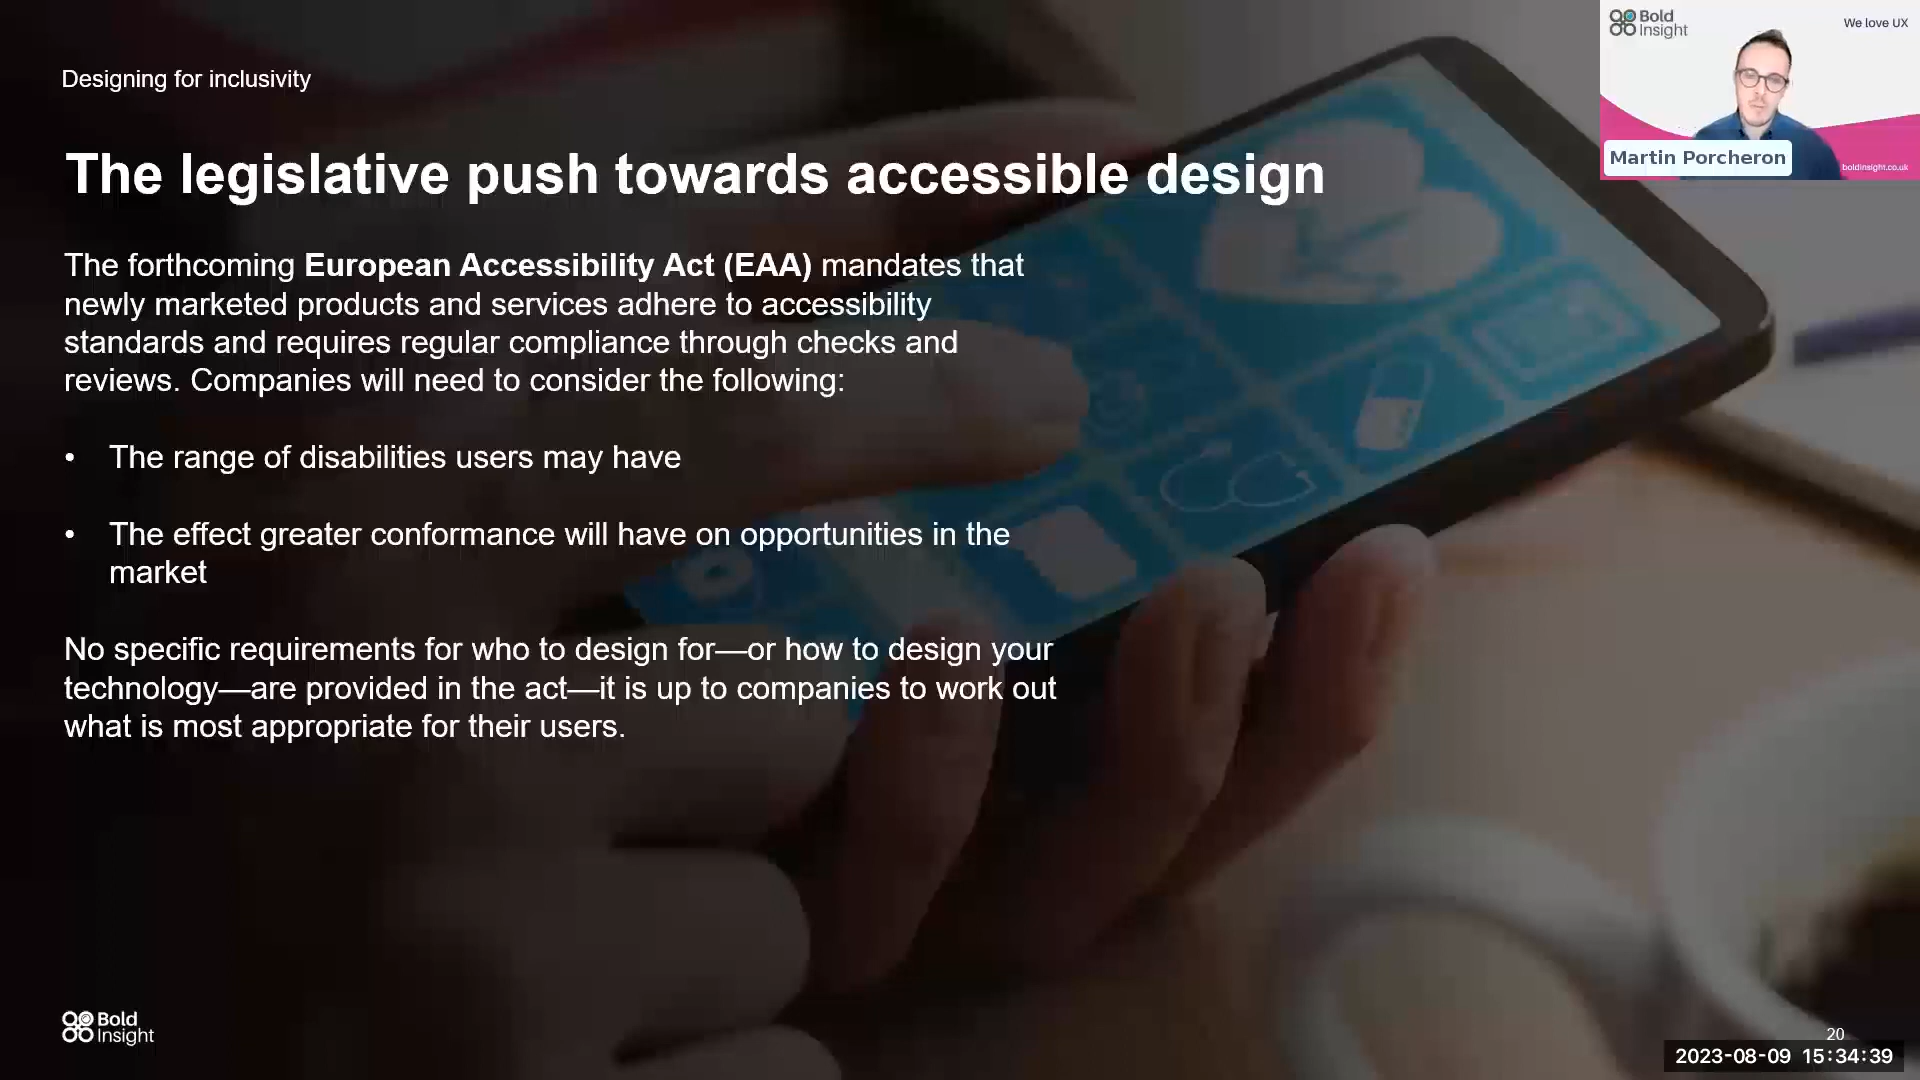 Designing for inclusivity
The legislative push towards accessible design
The forthcoming European Accessibility Act (EAA) mandates that
newly marketed products and services adhere to accessibility
standards and requires regular compliance through checks and
reviews. Companies will need to consider the following:
• The range of disabilities users may have
• The effect greater conformance will have on opportunities in the
market
No specific requirements for who to design for—or how to design your
technology—are provided in the act—it is up to companies to work out
what is most appropriate for their users.
Bold
Insight
We love UX
Martin Porcheron
boldinsight.co.uk
Bold
Insight
20
2023-08-09 15:34:39